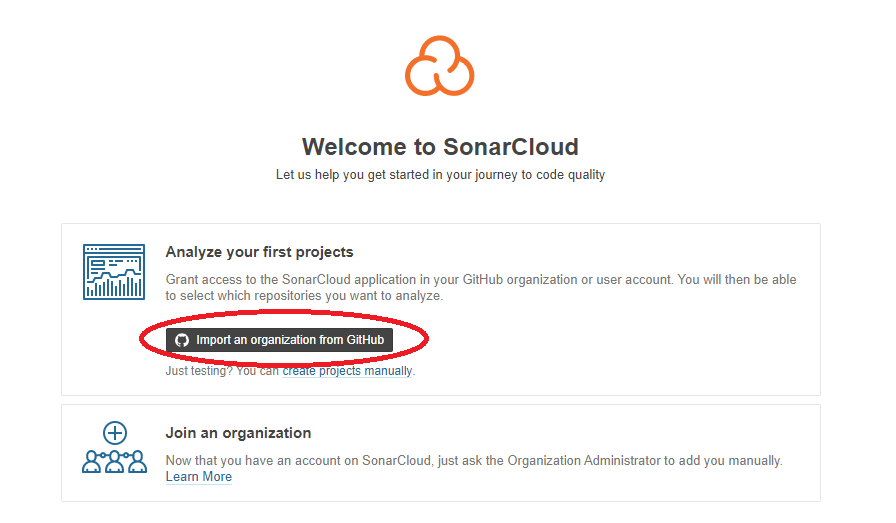 Welcome to SonarCloud
Let us help you get started in your journey to code quality
Analyze your first projects
Grant access to the SonarCloud application in your GitHub organization or user account. You will then be able
to select which repositories you want to analyze.
Import an organization from GitHub
Just testing? You can create projects manually.
Join an organization
Now that you have an account on SonarCloud, just ask the Organization Administrator to add you manually.
Learn More